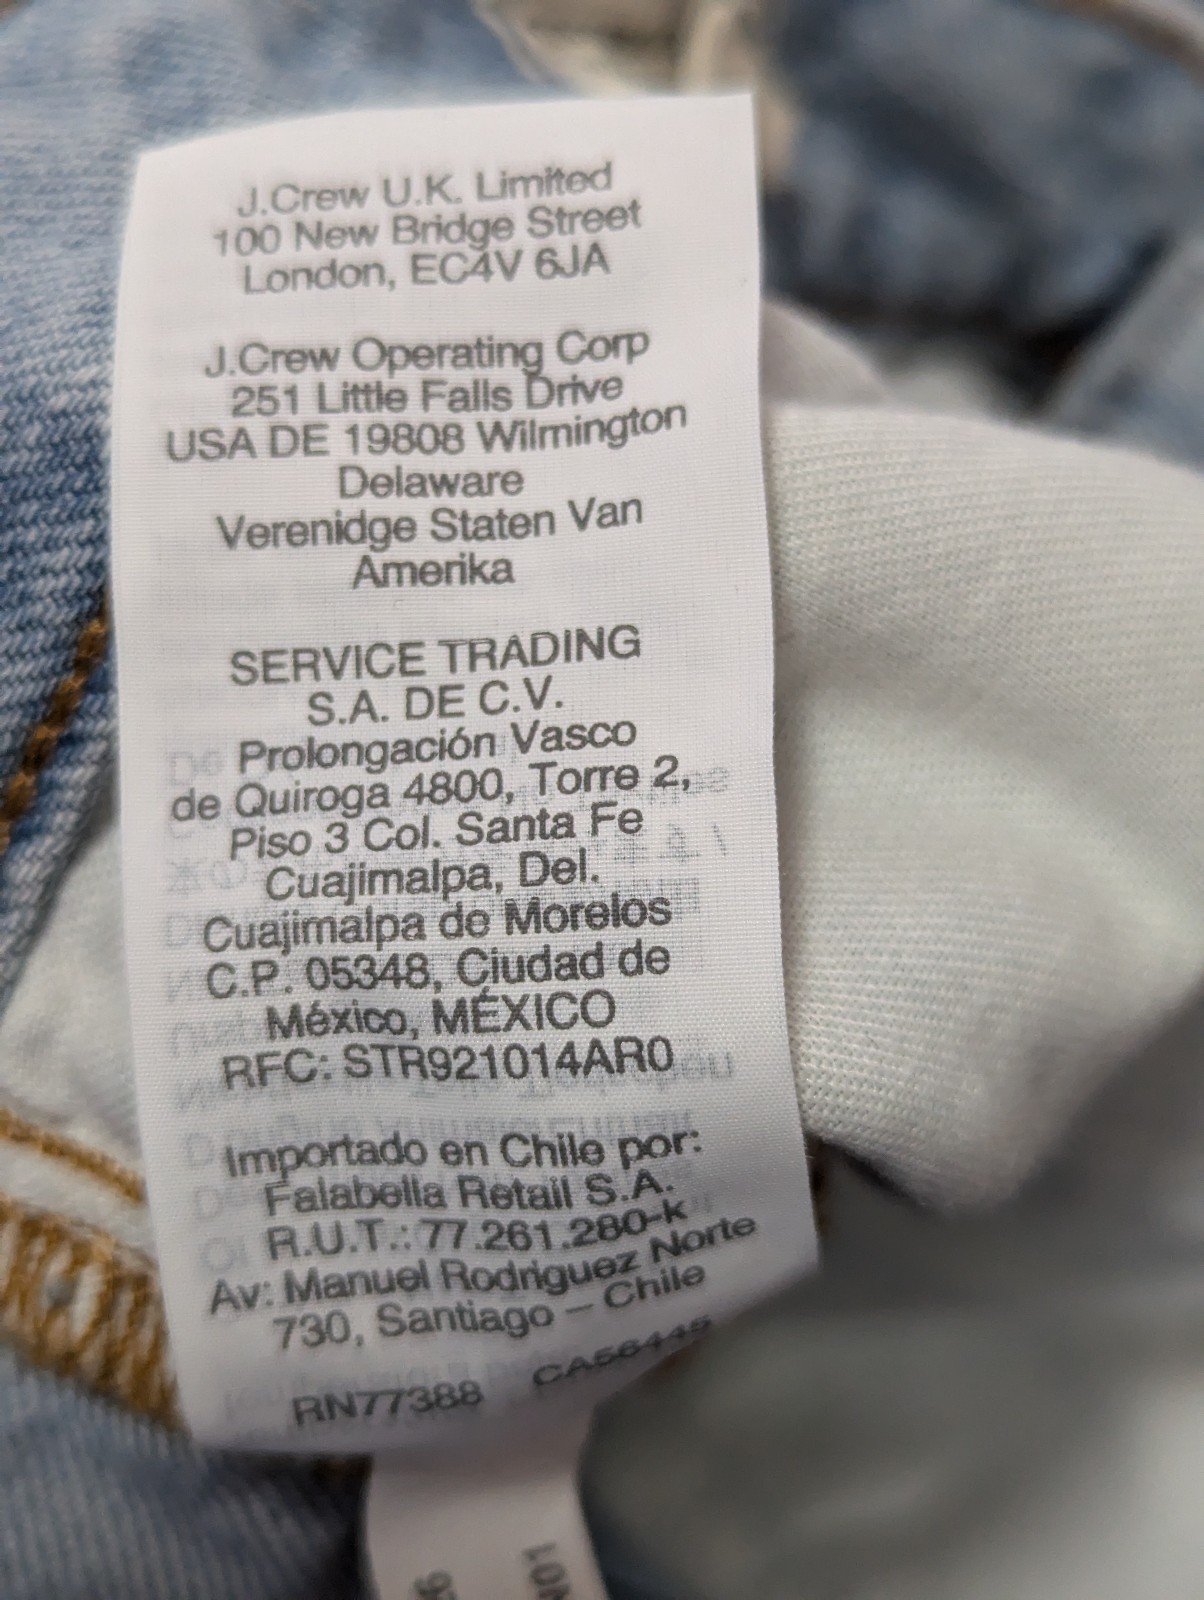 J.Crew U.K. Limited
100 New Bridge Street
London, EC4V 6JA
J.Crew Operating Corp
251 Little Falls Drive
USA DE 19808 Wilmington
Delaware
Verenidge Staten Van
Amerika
SERVICE TRADING
S.A. DE C.V.
Prolongación Vasco
de Quiroga 4800, Torre 2,
Piso 3 Col. Santa Fe
Cuajimalpa, Del.
Cuajimalpa de Morelos
C.P. 05348, Ciudad de
México, MÉXICO
RFC: STR921014AR0
Importado en Chile por:
Falabella Retail S.A.
R.U.T.: 77.261.280-k
Av: Manuel Rodriguez Norte
730, Santiago – Chile
RN77388 CA56445